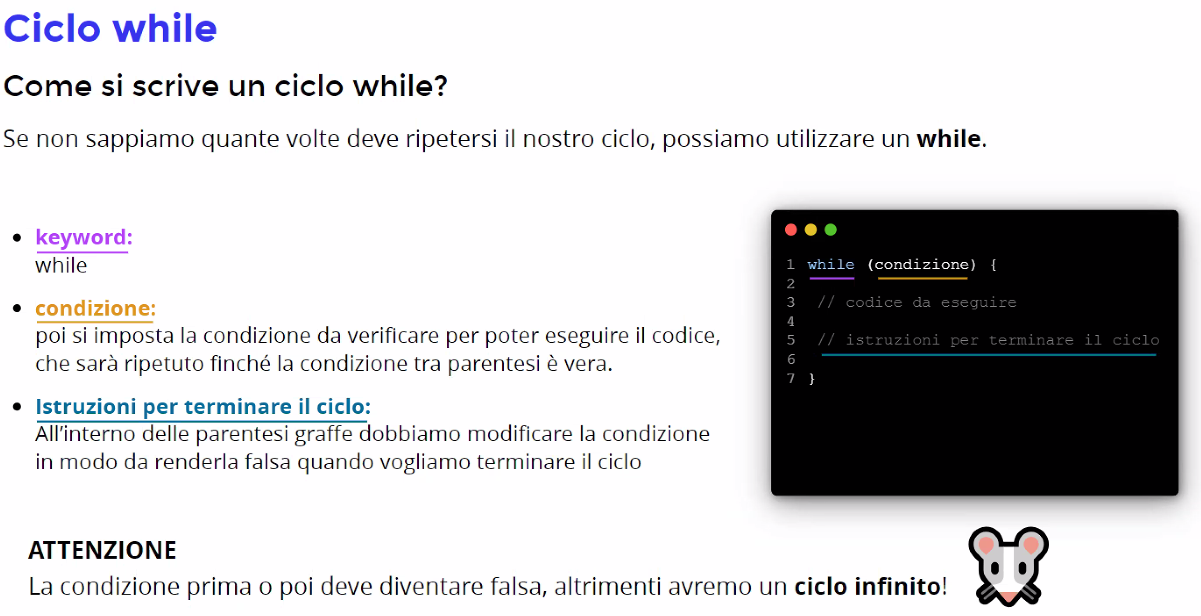 Ciclo while
Come si scrive un ciclo while?
Se non sappiamo quante volte deve ripetersi il nostro ciclo, possiamo utilizzare un while.
keyword:
while
condizione:
poi si imposta la condizione da verificare per poter eseguire il codice,
che sarà ripetuto finché la condizione tra parentesi è vera.
Istruzioni per terminare il ciclo:
All’interno delle parentesi graffe dobbiamo modificare la condizione
in modo da renderla falsa quando vogliamo terminare il ciclo
1 while (condizione) {
2
3 // codice da eseguire
4
5 // istruzioni per terminare il ciclo
6
7 }
ATTENZIONE
La condizione prima o poi deve diventare falsa, altrimenti avremo un ciclo infinito!